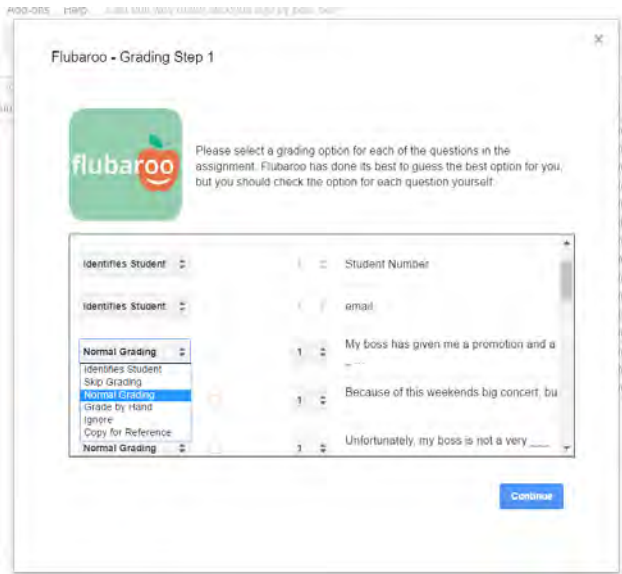 Add-ons Help
×
Flubaroo - Grading Step 1
flubaroo
Please select a grading option for each of the questions in the
assignment. Flubaroo has done its best to guess the best option for you,
but you should check the option for each question yourself.
Identifies Student Student Number
Identifies Student email
Normal Grading 1 My boss has given me a promotion and a
_ ...
Identifies Student
Skip Grading
Normal Grading
Grade by Hand
Ignore
Copy for Reference
1 Because of this weekends big concert, bu
Normal Grading 1 Unfortunately, my boss is not a very ___
Continue